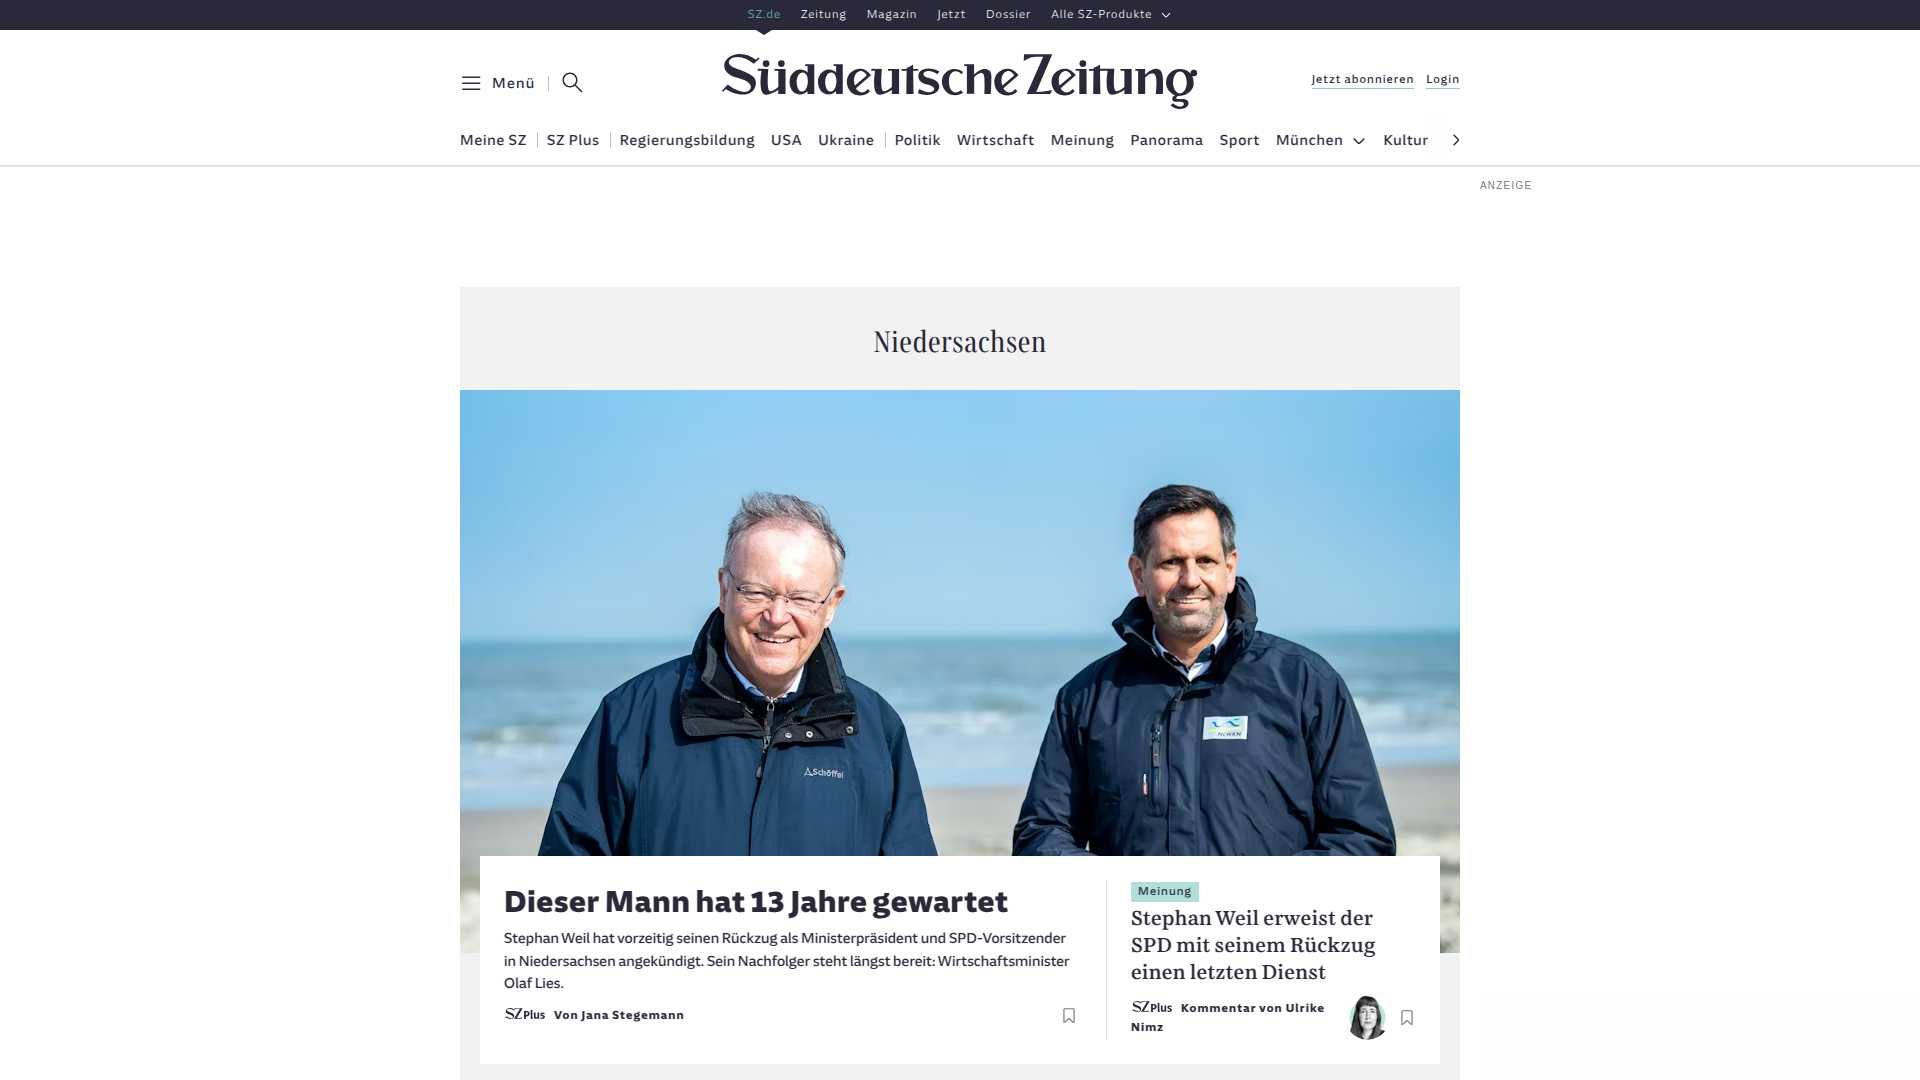 SZ.de Zeitung Magazin Jetzt Dossier Alle SZ-Produkte
Menü
Süddeutsche Zeitung
Jetzt abonnieren Login
Meine SZ SZ Plus Regierungsbildung USA Ukraine Politik Wirtschaft Meinung Panorama Sport München Kultur
ANZEIGE
Niedersachsen
Schöffel
NLWKN
Dieser Mann hat 13 Jahre gewartet
Stephan Weil hat vorzeitig seinen Rückzug als Ministerpräsident und SPD-Vorsitzender
in Niedersachsen angekündigt. Sein Nachfolger steht längst bereit: Wirtschaftsminister
Olaf Lies.
SZPlus Von Jana Stegemann
Meinung
Stephan Weil erweist der
SPD mit seinem Rückzug
einen letzten Dienst
SZPlus Kommentar von Ulrike
Nimz